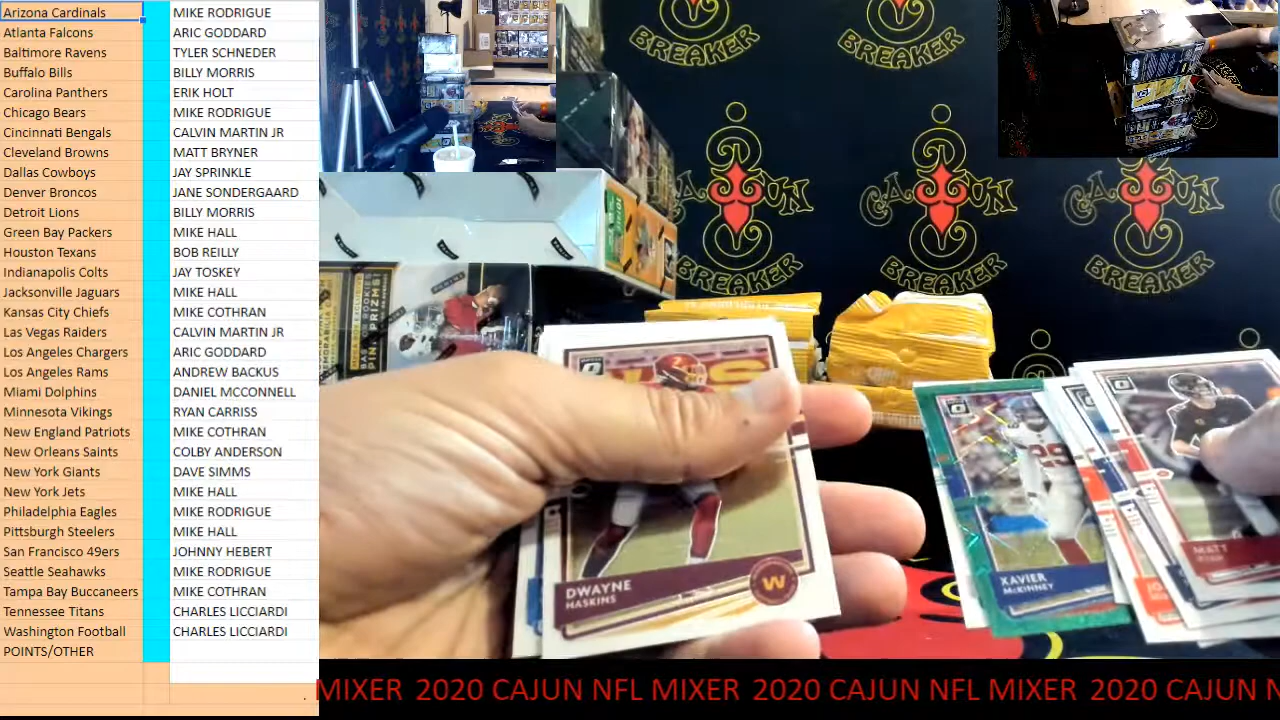 Arizona Cardinals MIKE RODRIGUE
Atlanta Falcons ARIC GODDARD
Baltimore Ravens TYLER SCHNEDER
Buffalo Bills BILLY MORRIS
Carolina Panthers ERIK HOLT
Chicago Bears MIKE RODRIGUE
Cincinnati Bengals CALVIN MARTIN JR
Cleveland Browns MATT BRYNER
Dallas Cowboys JAY SPRINKLE
Denver Broncos JANE SONDERGAARD
Detroit Lions BILLY MORRIS
Green Bay Packers MIKE HALL
Houston Texans BOB REILLY
Indianapolis Colts JAY TOSKEY
Jacksonville Jaguars MIKE HALL
Kansas City Chiefs MIKE COTHRAN
Las Vegas Raiders CALVIN MARTIN JR
Los Angeles Chargers ARIC GODDARD
Los Angeles Rams ANDREW BACKUS
Miami Dolphins DANIEL MCCONNELL
Minnesota Vikings RYAN CARRISS
New England Patriots MIKE COTHRAN
New Orleans Saints COLBY ANDERSON
New York Giants DAVE SIMMS
New York Jets MIKE HALL
Philadelphia Eagles MIKE RODRIGUE
Pittsburgh Steelers MIKE HALL
San Francisco 49ers JOHNNY HEBERT
Seattle Seahawks MIKE RODRIGUE
Tampa Bay Buccaneers MIKE COTHRAN
Tennessee Titans CHARLES LICCIARDI
Washington Football CHARLES LICCIARDI
POINTS/OTHER
BREAKER
BREAKER
CAJUN
BREAKER
CAJUN
BREAKER
CAJUN
BREAKER
PRIZMS!
DWAYNE
HASKINS
W
XAVIER
McKINNEY
29
MATT
MIXER 2020 CAJUN NFL MIXER 2020 CAJUN NFL MIXER 2020 CAJUN N